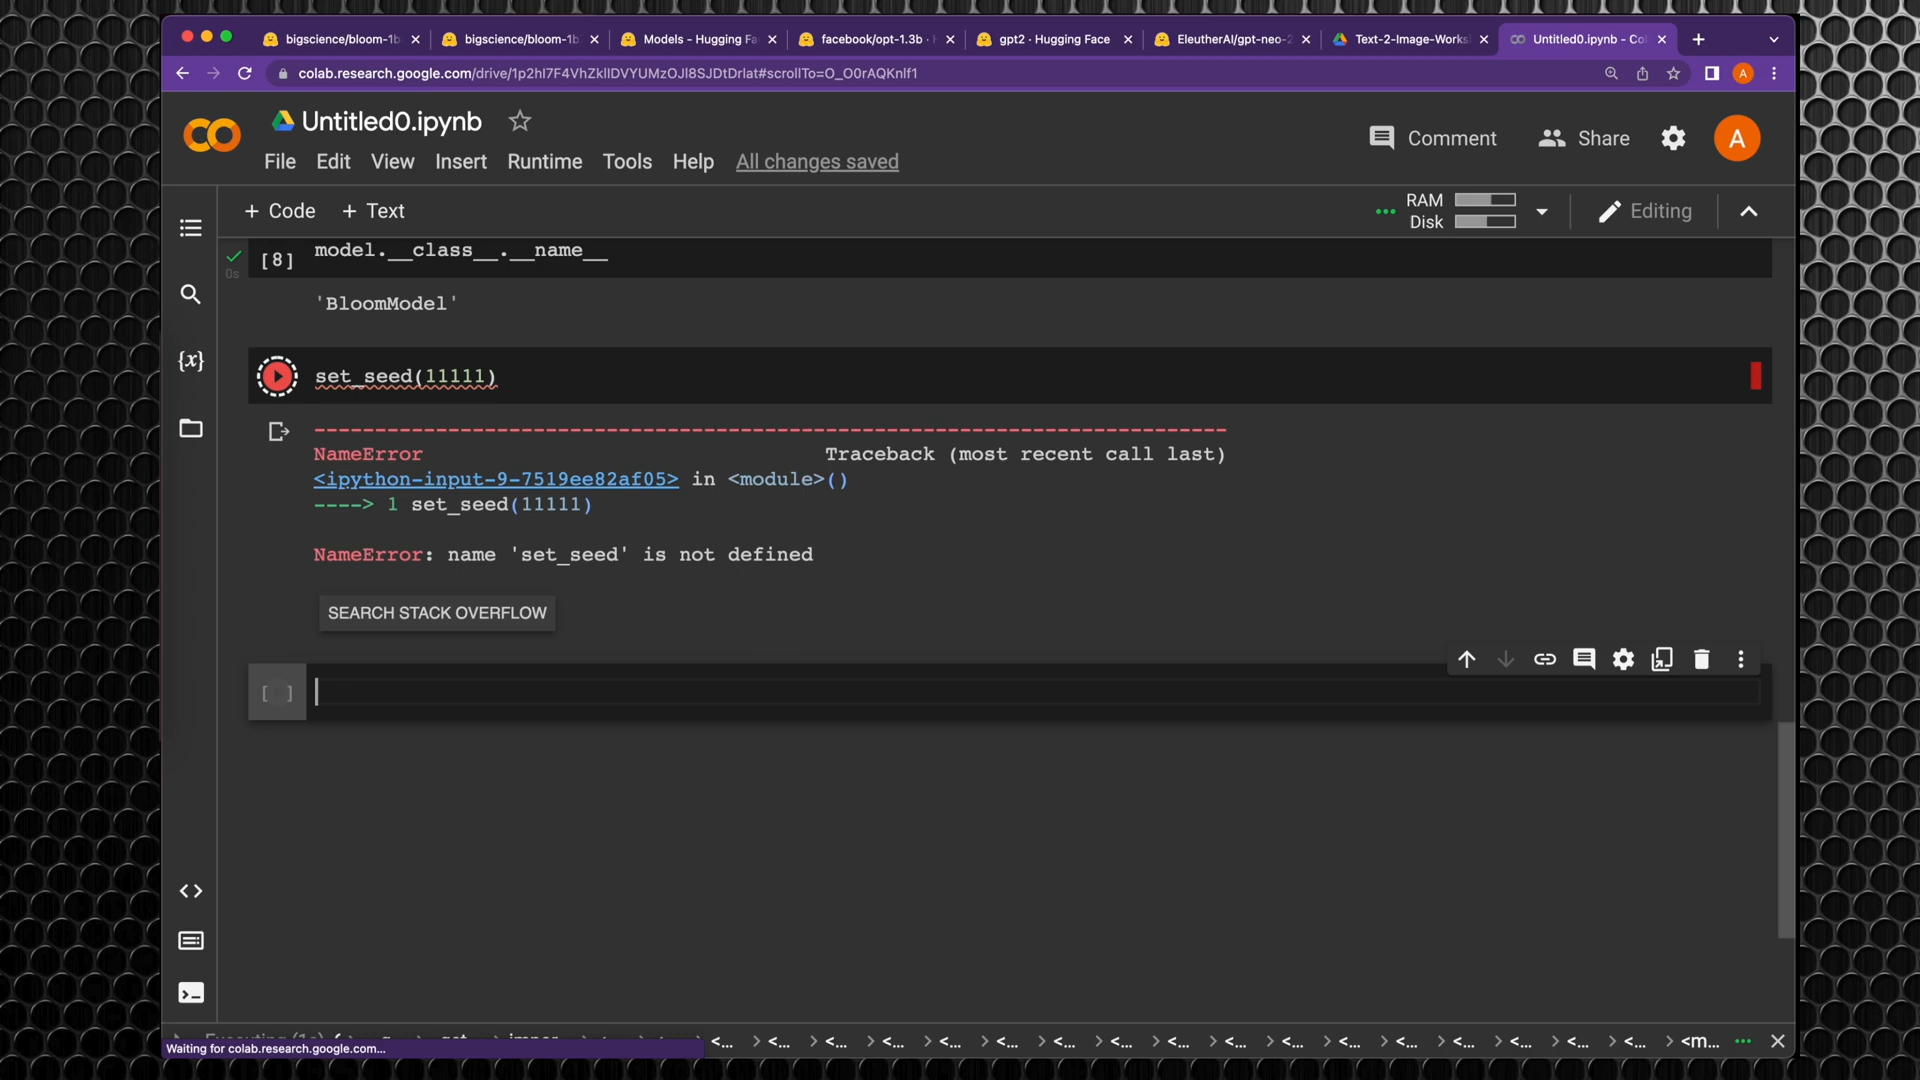 bigscience/bloom-1b
bigscience/bloom-1b
Models - Hugging Fa
facebook/opt-1.3b ·
gpt2 · Hugging Face
EleutherAI/gpt-neo-2
Text-2-Image-Works
Untitled0.ipynb - Co
colab.research.google.com/drive/1p2hI7F4VhZklIDVYUMzOJl8SJDtDrlat#scrollTo=O_O0rAQKnlf1
A
CO
Untitled0.ipynb
Comment
Share
A
File Edit View Insert Runtime Tools Help All changes saved
+ Code + Text
RAM
Disk
Editing
[8] model.__class__.__name__
0s
'BloomModel'
{x}
set_seed(11111)
---------------------------------------------------------------------------
NameError Traceback (most recent call last)
<ipython-input-9-7519ee82af05> in <module>()
----> 1 set_seed(11111)
NameError: name 'set_seed' is not defined
SEARCH STACK OVERFLOW
[ ]
<... > <... > <... > <... > <... > <... > <... > <... > <... > <... > <... > <... > <... > <... > <... > <... > <... > <m...
Waiting for colab.research.google.com...